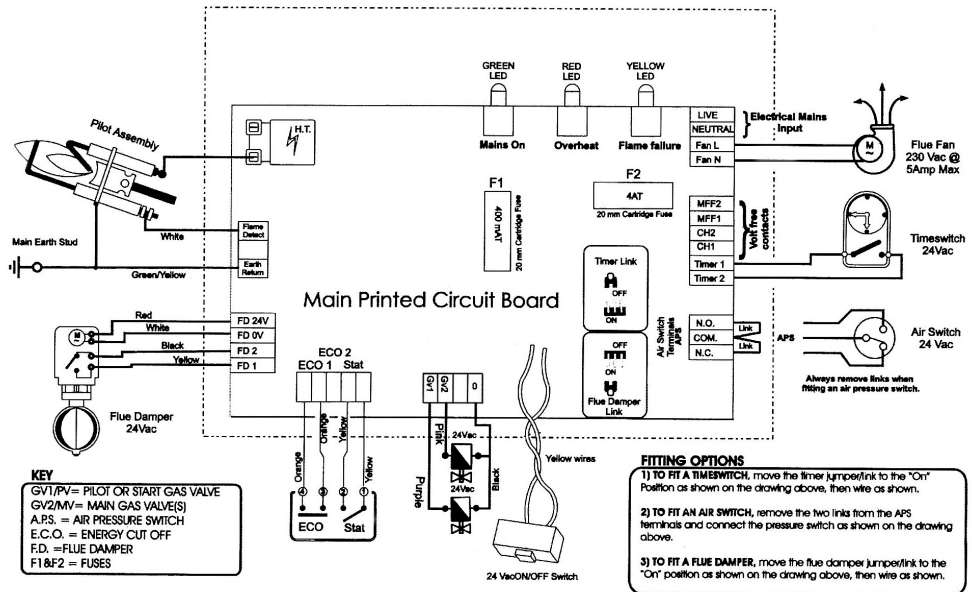 GREEN
LED
RED
LED
YELLOW
LED
Mains On
Overheat
Flame failure
LIVE
NEUTRAL
Fan L
Fan N
Electrical Mains
Input
M
~
Flue Fan
230 Vac @
5Amp Max
Pilot Assembly
H.T.
White
Flame
Detect
Main Earth Stud
Green/Yellow
Earth
Return
F1
400 mAT
20 mm Cartridge Fuse
F2
4AT
20 mm Cartridge Fuse
MFF2
MFF1
CH2
CH1
Timer 1
Timer 2
Volt free
contacts
Timeswitch
24Vac
Timer Link
OFF
ON
Main Printed Circuit Board
OFF
ON
Flue Damper
Link
Air Switch
Terminals
APS
N.O.
COM.
N.C.
Link
Link
APS
Air Switch
24 Vac
Always remove links when
fitting an air pressure switch.
M
~
Red
White
Black
Yellow
FD 24V
FD 0V
FD 2
FD 1
Flue Damper
24Vac
ECO 2
ECO 1
Stat
Orange
Orange
Yellow
Yellow
4
3
2
1
ECO
Stat
Gv1
Gv2
0
Pink
24Vac
24Vac
Purple
Black
Yellow wires
24 VacON/OFF Switch
KEY
GV1/PV= PILOT OR START GAS VALVE
GV2/MV= MAIN GAS VALVE(S)
A.P.S. = AIR PRESSURE SWITCH
E.C.O. = ENERGY CUT OFF
F.D. =FLUE DAMPER
F1&F2 = FUSES
FITTING OPTIONS
1) TO FIT A TIMESWITCH, move the timer jumper/link to the "On"
Position as shown on the drawing above, then wire as shown.
2) TO FIT AN AIR SWITCH, remove the two links from the APS
terminals and connect the pressure switch as shown on the drawing
above.
3) TO FIT A FLUE DAMPER, move the flue damper jumper/link to the
"On" position as shown on the drawing above, then wire as shown.